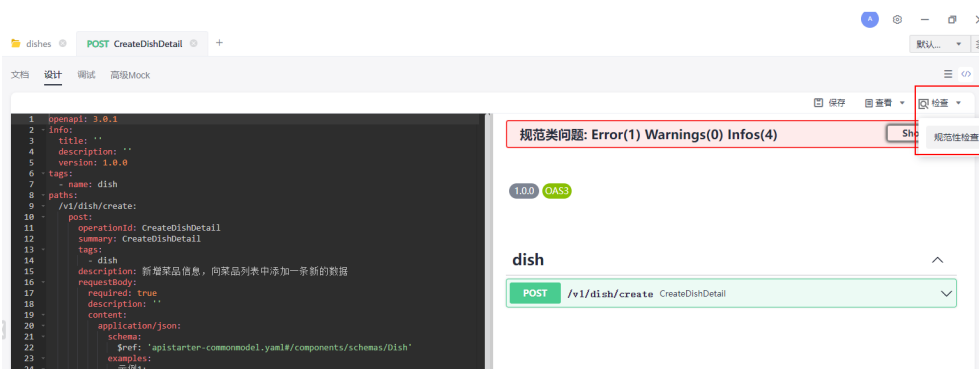 A
dishes
POST CreateDishDetail
+
默认...
文档 设计 调试 高级Mock
保存 查看 检查
规范性检查
1 openapi: 3.0.1
2 info:
3 title: ''
4 description: ''
5 version: 1.0.0
6 tags:
7 - name: dish
8 paths:
9 /v1/dish/create:
10 post:
11 operationId: CreateDishDetail
12 summary: CreateDishDetail
13 tags:
14 - dish
15 description: 新增菜品信息，向菜品列表中添加一条新的数据
16 requestBody:
17 required: true
18 description: ''
19 content:
20 application/json:
21 schema:
22 $ref: 'apistarter-commonmodel.yaml#/components/schemas/Dish'
23 examples:
24 示例1:
规范类问题: Error(1) Warnings(0) Infos(4)
Sho
1.0.0 OAS3
dish
POST /v1/dish/create CreateDishDetail